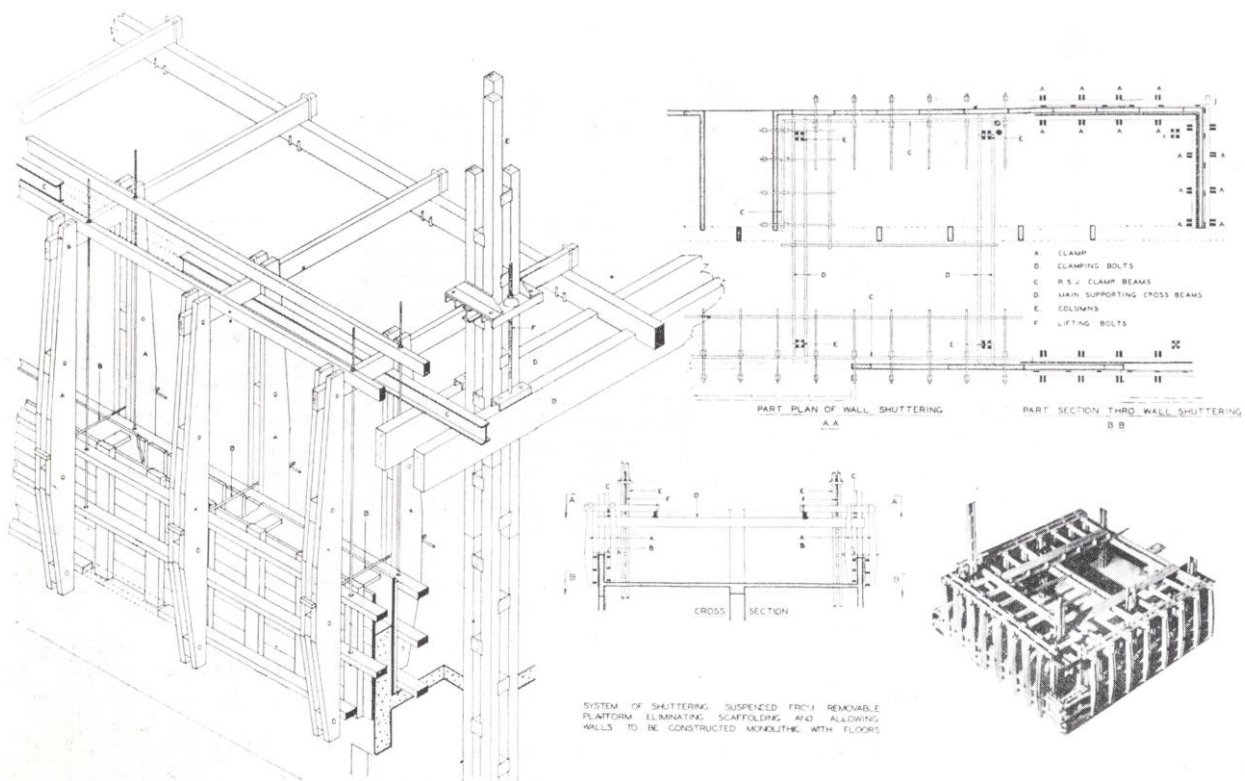 A. CLAMP
B. CLAMPING BOLTS
C. R.S.J. CLAMP BEAMS
D. MAIN SUPPORTING CROSS BEAMS
E. COLUMNS
F. LIFTING BOLTS
PART PLAN OF WALL SHUTTERING
A A
PART SECTION THRO WALL SHUTTERING
B B
CROSS SECTION
SYSTEM OF SHUTTERING SUSPENDED FROM REMOVABLE
PLATFORM ELIMINATING SCAFFOLDING AND ALLOWING
WALLS TO BE CONSTRUCTED MONOLITHIC WITH FLOORS